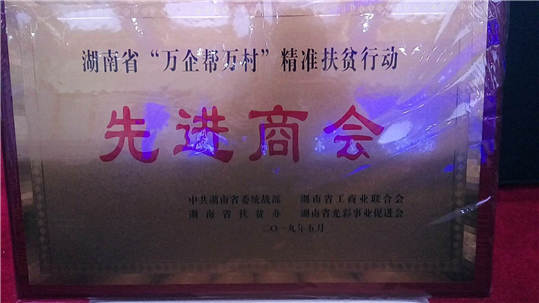 湖南省“万企帮万村”精准扶贫行动
先进商会
中共湖南省委统战部 湖南省工商业联合会
湖南省扶贫办 湖南省光彩事业促进会
二〇一九年五月